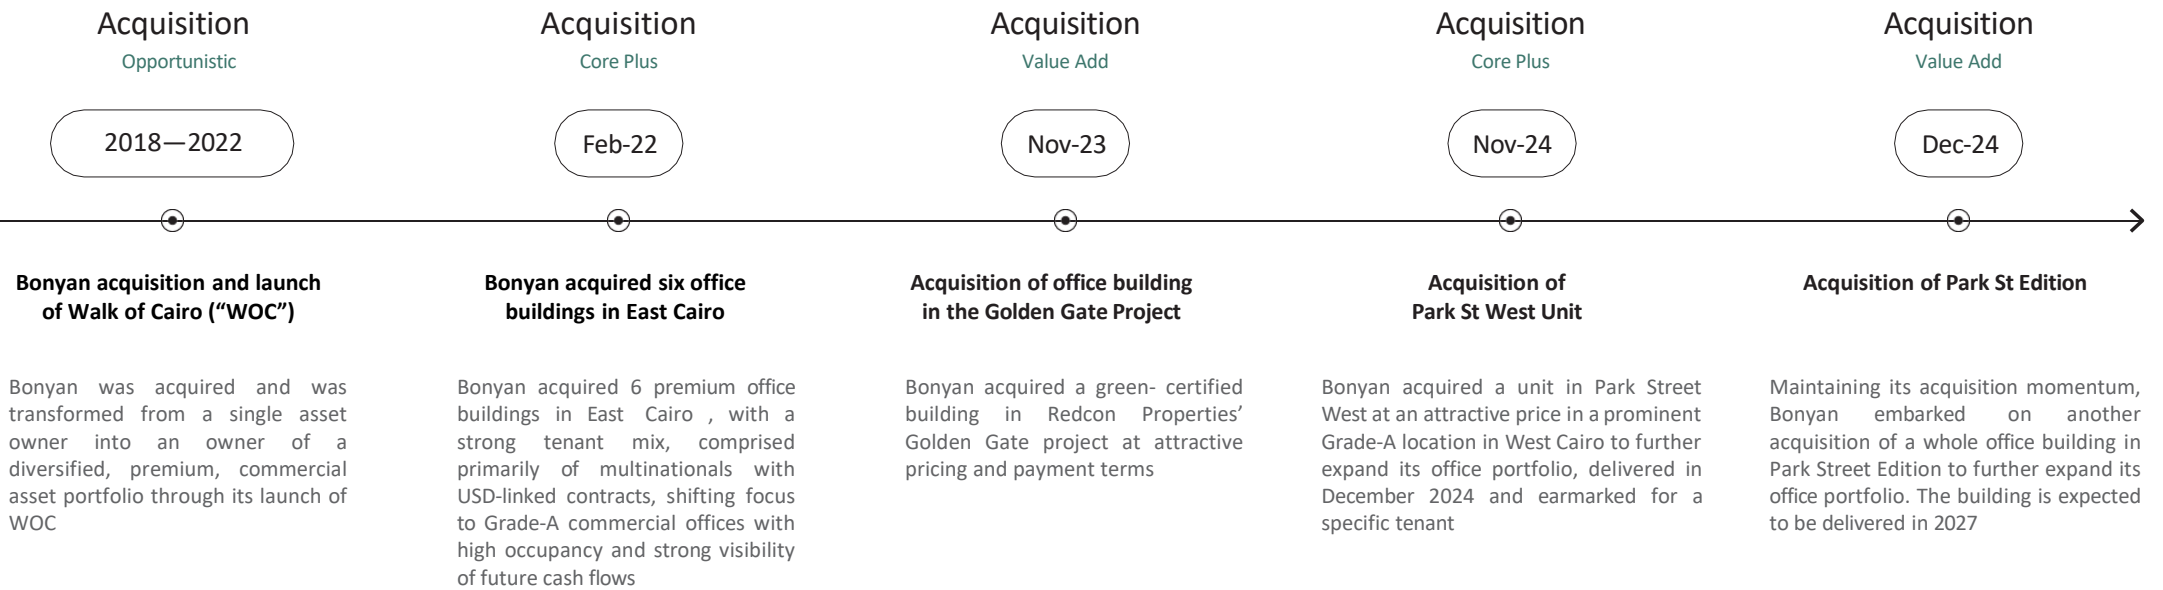 Acquisition
Opportunistic
2018—2022
Bonyan acquisition and launch
of Walk of Cairo (“WOC”)
Bonyan was acquired and was
transformed from a single asset
owner into an owner of a
diversified, premium, commercial
asset portfolio through its launch of
WOC
Acquisition
Core Plus
Feb-22
Bonyan acquired six office
buildings in East Cairo
Bonyan acquired 6 premium office
buildings in East Cairo , with a
strong tenant mix, comprised
primarily of multinationals with
USD-linked contracts, shifting focus
to Grade-A commercial offices with
high occupancy and strong visibility
of future cash flows
Acquisition
Value Add
Nov-23
Acquisition of office building
in the Golden Gate Project
Bonyan acquired a green- certified
building in Redcon Properties’
Golden Gate project at attractive
pricing and payment terms
Acquisition
Core Plus
Nov-24
Acquisition of
Park St West Unit
Bonyan acquired a unit in Park Street
West at an attractive price in a prominent
Grade-A location in West Cairo to further
expand its office portfolio, delivered in
December 2024 and earmarked for a
specific tenant
Acquisition
Value Add
Dec-24
Acquisition of Park St Edition
Maintaining its acquisition momentum,
Bonyan embarked on another
acquisition of a whole office building in
Park Street Edition to further expand its
office portfolio. The building is expected
to be delivered in 2027